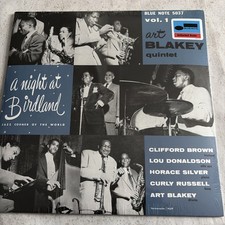 BLUE NOTE 5037
vol. 1
art
BLAKEY
quintet
a night at
Birdland
JAZZ CORNER OF THE WORLD
CLIFFORD BROWN
LOU DONALDSON
HORACE SILVER
CURLY RUSSELL
ART BLAKEY